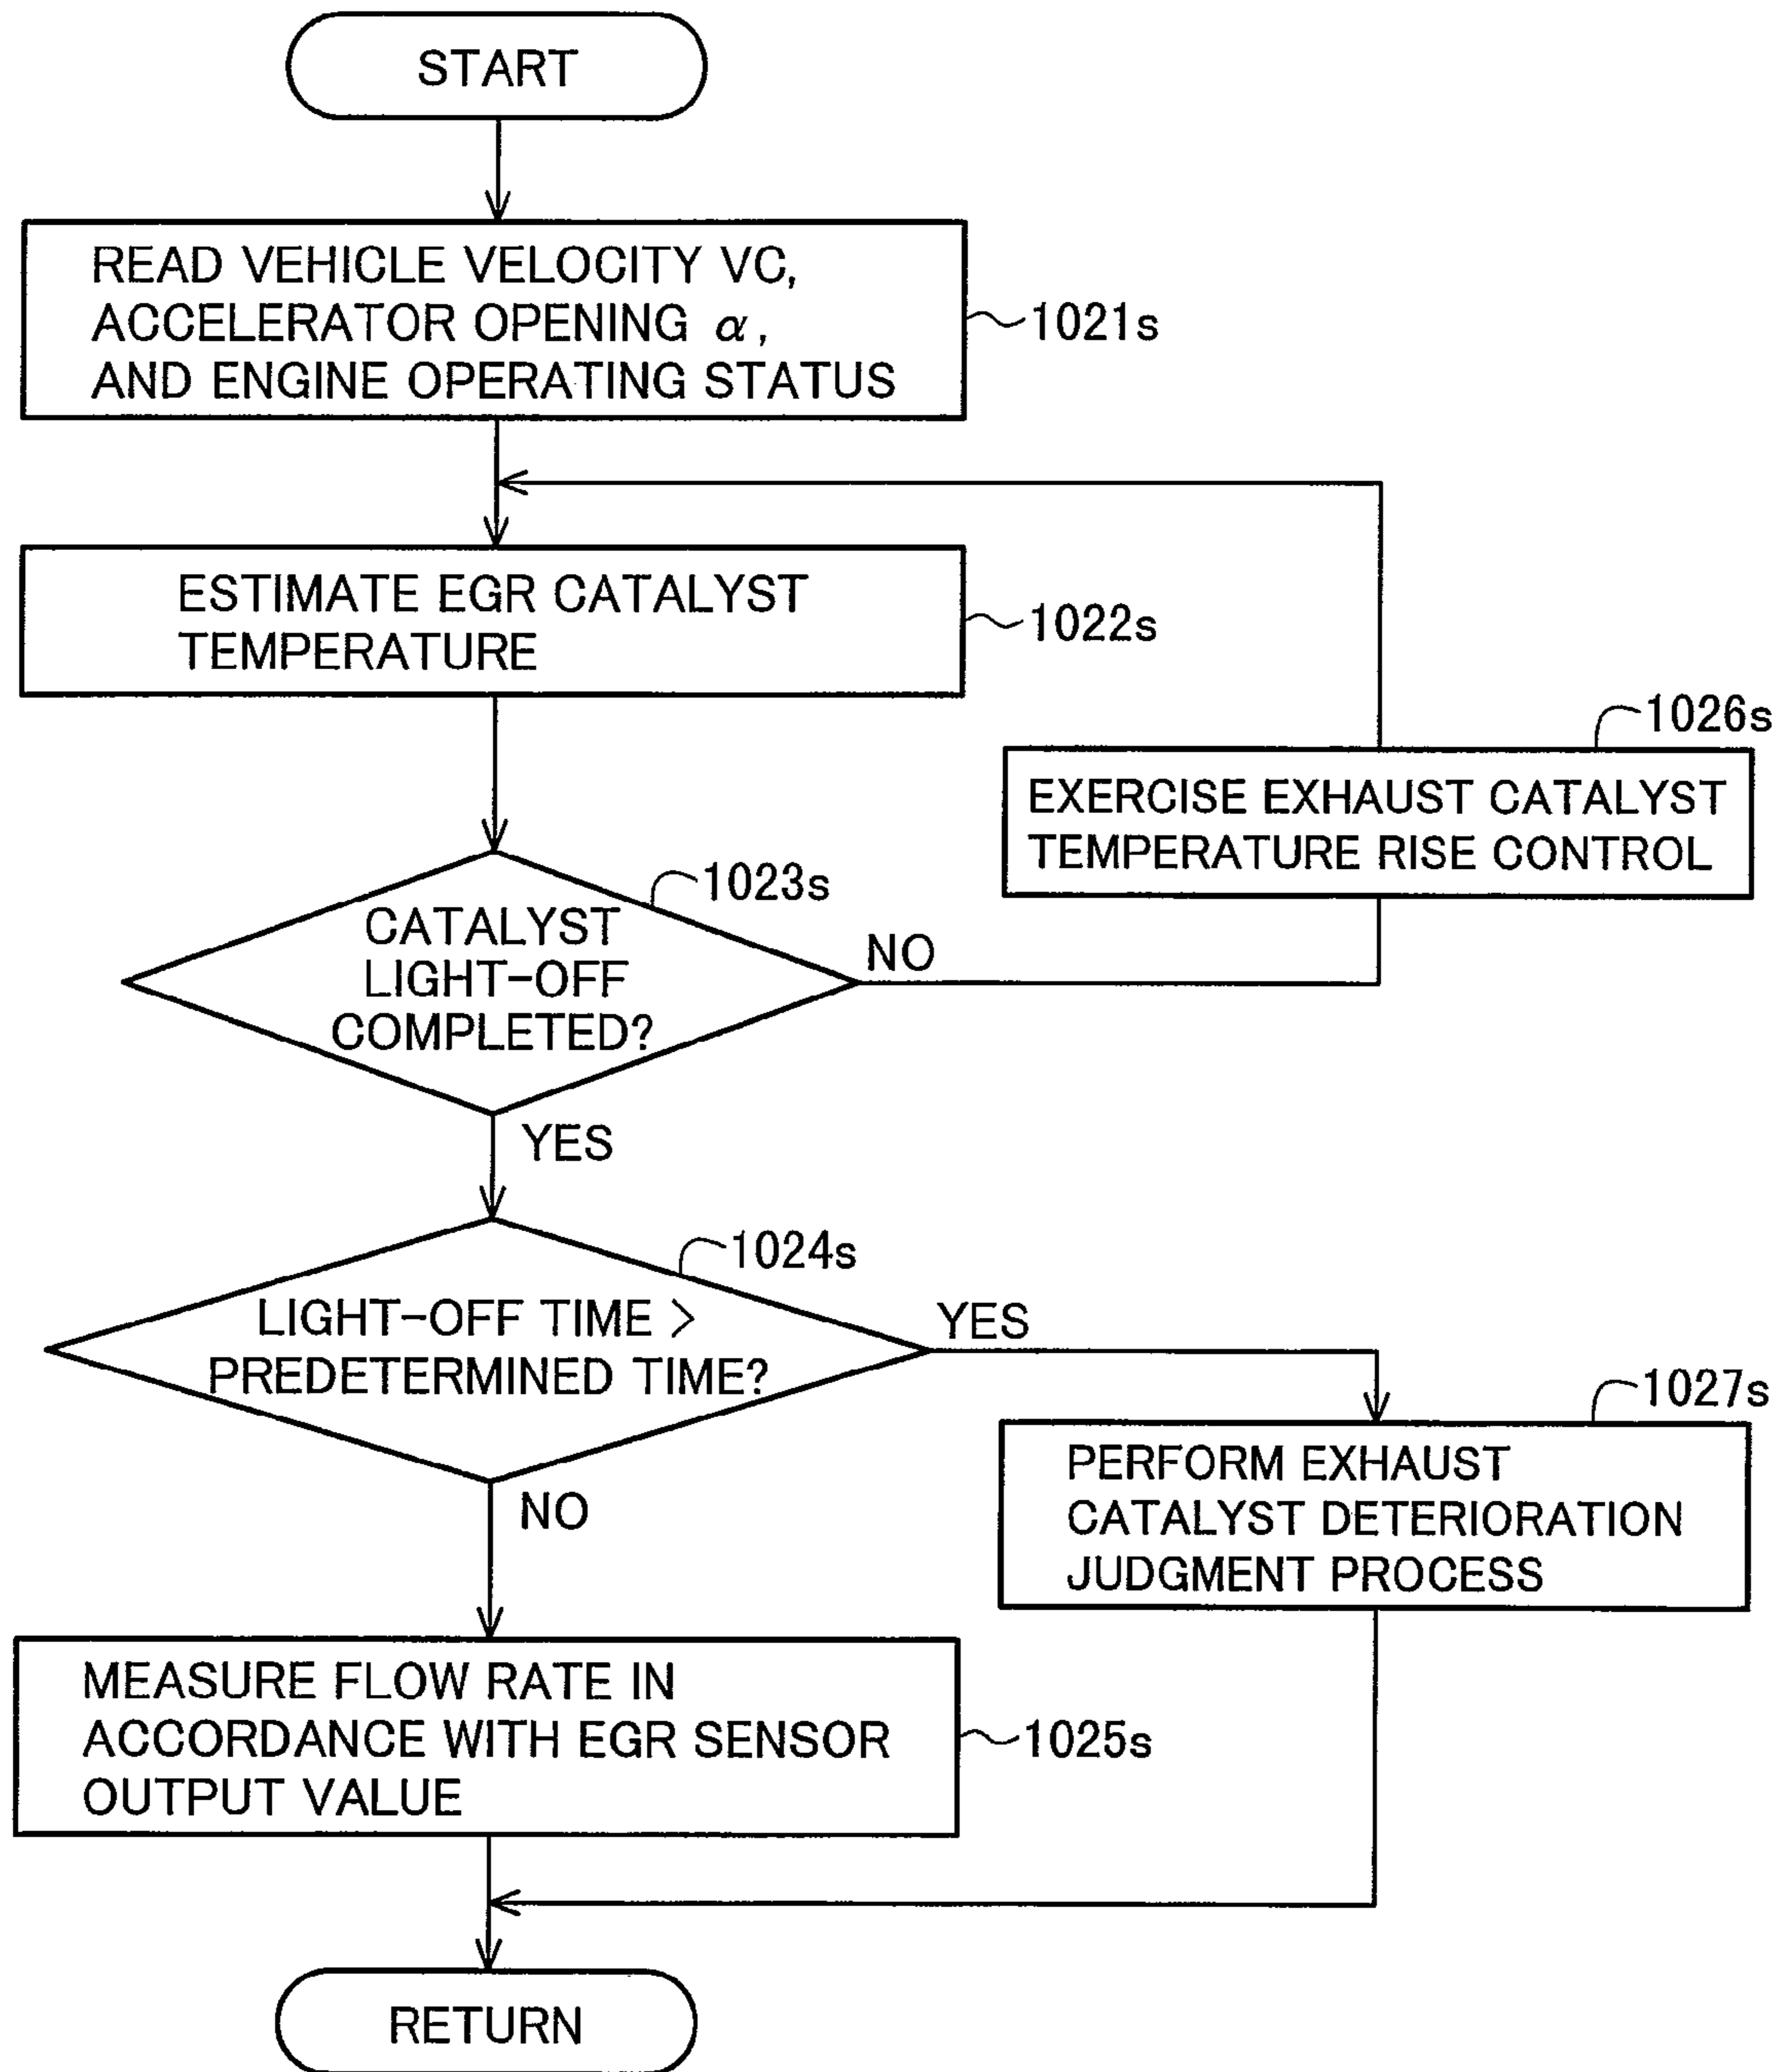 START
READ VEHICLE VELOCITY VC,
ACCELERATOR OPENING α,
AND ENGINE OPERATING STATUS
1021s
ESTIMATE EGR CATALYST
TEMPERATURE
1022s
1026s
EXERCISE EXHAUST CATALYST
TEMPERATURE RISE CONTROL
1023s
CATALYST
LIGHT-OFF
COMPLETED?
NO
YES
1024s
LIGHT-OFF TIME >
PREDETERMINED TIME?
YES
NO
1027s
PERFORM EXHAUST
CATALYST DETERIORATION
JUDGMENT PROCESS
MEASURE FLOW RATE IN
ACCORDANCE WITH EGR SENSOR
OUTPUT VALUE
1025s
RETURN